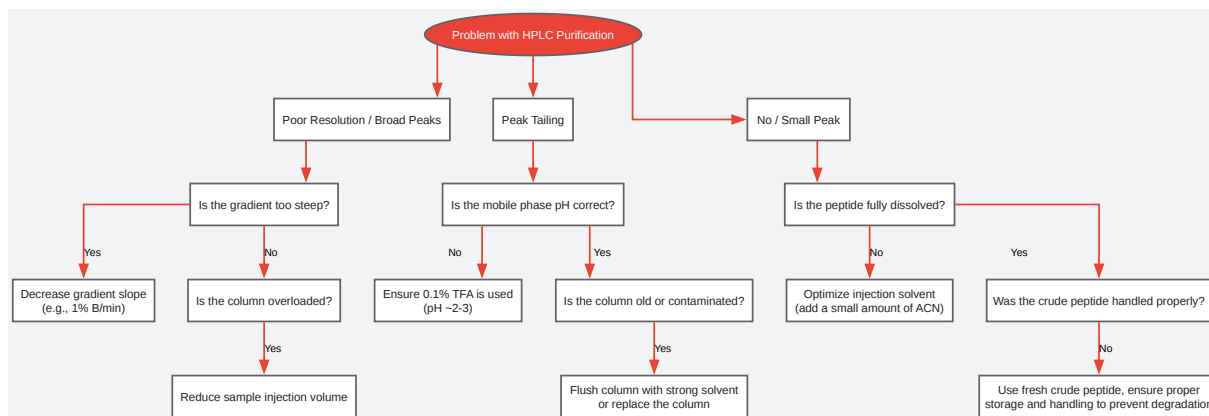 Problem with HPLC Purification
Poor Resolution / Broad Peaks
Peak Tailing
No / Small Peak
Is the gradient too steep?
Is the mobile phase pH correct?
Is the peptide fully dissolved?
Yes
No
No
Yes
No
Yes
Decrease gradient slope
(e.g., 1% B/min)
Is the column overloaded?
Ensure 0.1% TFA is used
(pH ~2-3)
Is the column old or contaminated?
Optimize injection solvent
(add a small amount of ACN)
Was the crude peptide handled properly?
Yes
Yes
No
Reduce sample injection volume
Flush column with strong solvent
or replace the column
Use fresh crude peptide, ensure proper
storage and handling to prevent degradation